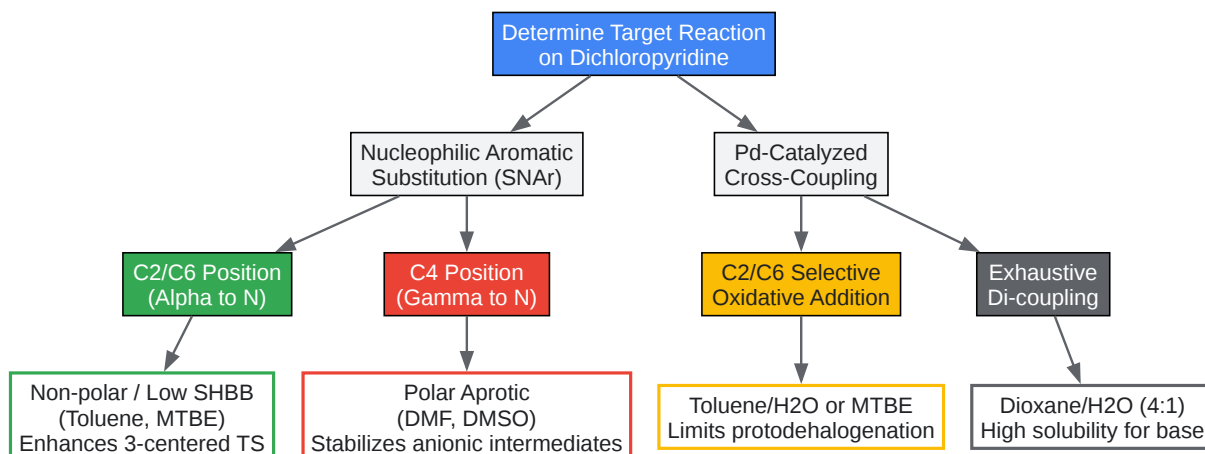 Determine Target Reaction
on Dichloropyridine
Nucleophilic Aromatic
Substitution (SNAr)
Pd-Catalyzed
Cross-Coupling
C2/C6 Position
(Alpha to N)
C4 Position
(Gamma to N)
C2/C6 Selective
Oxidative Addition
Exhaustive
Di-coupling
Non-polar / Low SHBB
(Toluene, MTBE)
Enhances 3-centered TS
Polar Aprotic
(DMF, DMSO)
Stabilizes anionic intermediates
Toluene/H2O or MTBE
Limits protodehalogenation
Dioxane/H2O (4:1)
High solubility for base